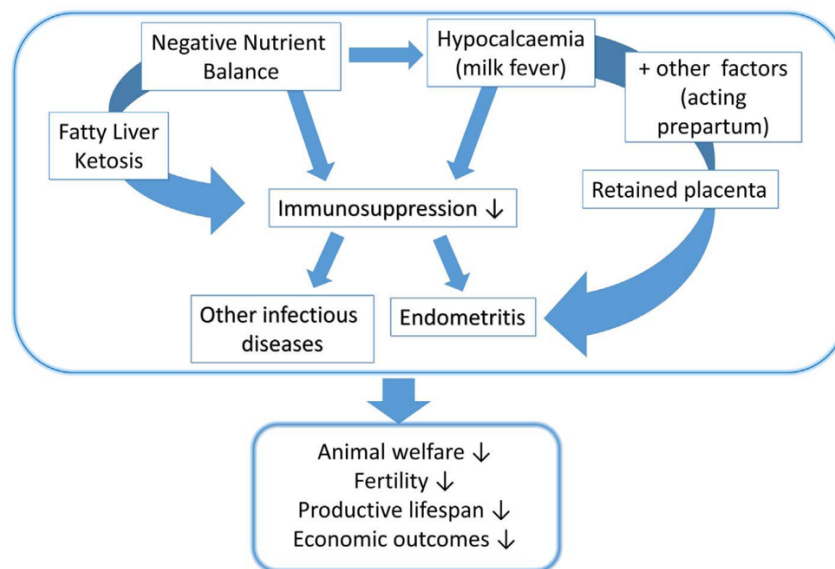 Negative Nutrient
Balance
Hypocalcaemia
(milk fever)
+ other factors
(acting
prepartum)
Fatty Liver
Ketosis
Retained placenta
Immunosuppression ↓
Other infectious
diseases
Endometritis
Animal welfare ↓
Fertility ↓
Productive lifespan ↓
Economic outcomes ↓